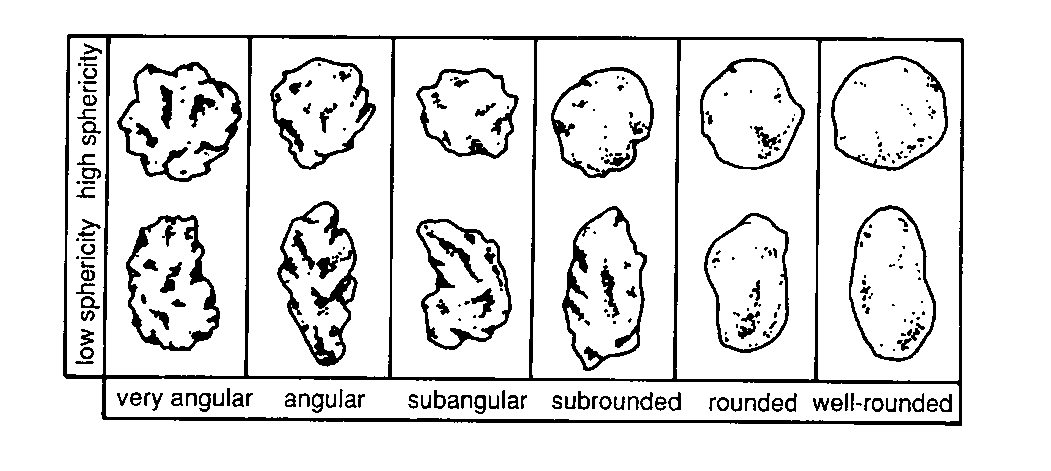 high sphericity
low sphericity
very angular
angular
subangular
subrounded
rounded
well-rounded